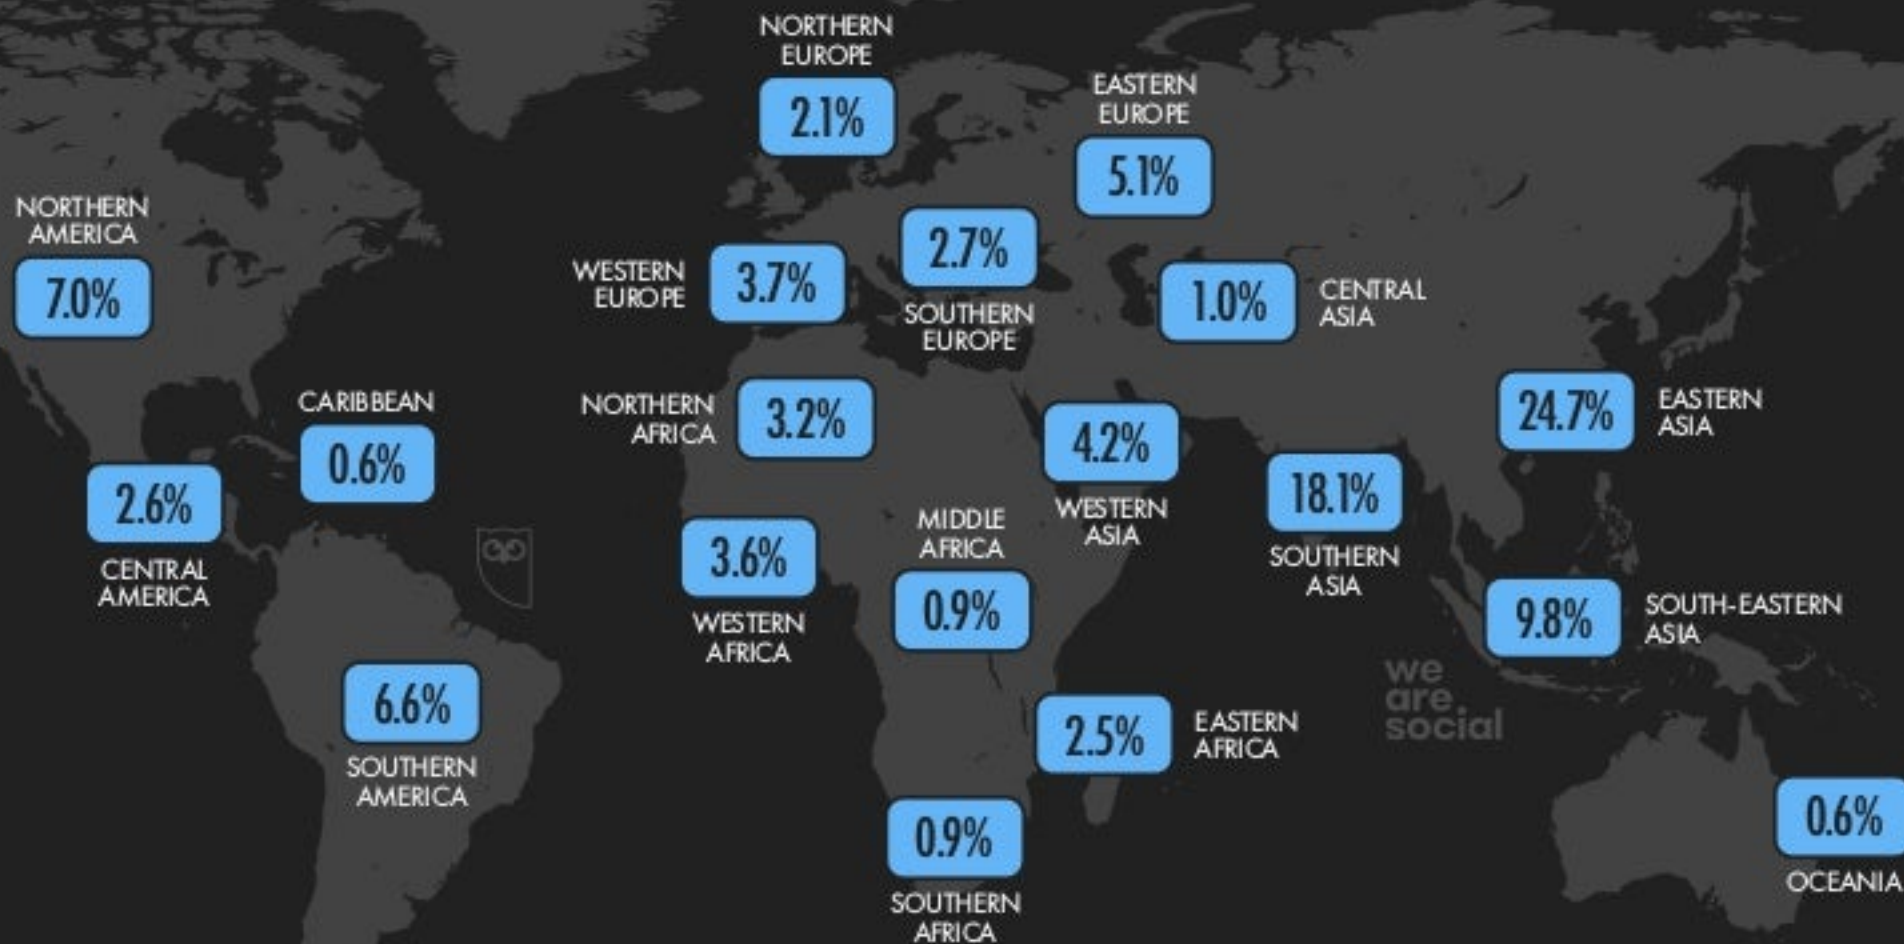 NORTHERN
EUROPE
2.1%
EASTERN
EUROPE
5.1%
NORTHERN
AMERICA
7.0%
WESTERN
EUROPE
3.7%
2.7%
SOUTHERN
EUROPE
1.0%
CENTRAL
ASIA
CARIBBEAN
0.6%
NORTHERN
AFRICA
3.2%
4.2%
WESTERN
ASIA
24.7%
EASTERN
ASIA
2.6%
CENTRAL
AMERICA
18.1%
SOUTHERN
ASIA
3.6%
WESTERN
AFRICA
MIDDLE
AFRICA
0.9%
9.8%
SOUTH-EASTERN
ASIA
we
are
social
6.6%
SOUTHERN
AMERICA
2.5%
EASTERN
AFRICA
0.9%
SOUTHERN
AFRICA
0.6%
OCEANIA